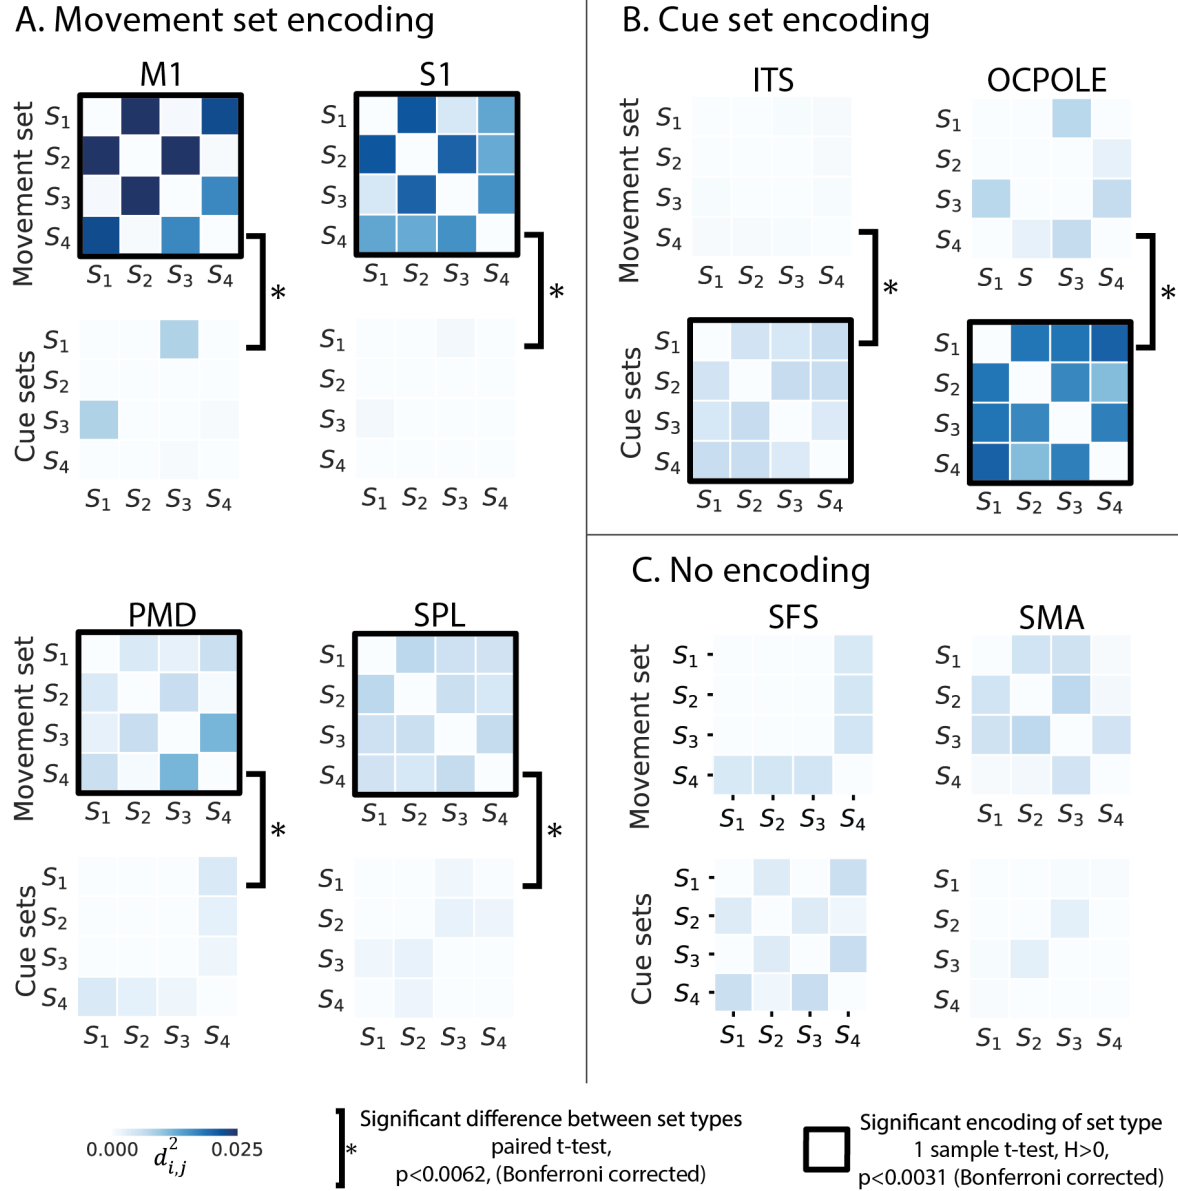 A. Movement set encoding
B. Cue set encoding
M1
S1
Movement set
S₁
S₂
S₃
S₄
S₁ S₂ S₃ S₄
*
S₁
S₂
S₃
S₄
S₁ S₂ S₃ S₄
*
Cue sets
S₁
S₂
S₃
S₄
S₁ S₂ S₃ S₄
S₁
S₂
S₃
S₄
S₁ S₂ S₃ S₄
ITS
OCPOLE
Movement set
S₁
S₂
S₃
S₄
S₁ S₂ S₃ S₄
*
S₁
S₂
S₃
S₄
S₁ S S₃ S₄
*
Cue sets
S₁
S₂
S₃
S₄
S₁ S₂ S₃ S₄
S₁
S₂
S₃
S₄
S₁ S₂ S₃ S₄
PMD
SPL
Movement set
S₁
S₂
S₃
S₄
S₁ S₂ S₃ S₄
*
S₁
S₂
S₃
S₄
S₁ S₂ S₃ S₄
*
Cue sets
S₁
S₂
S₃
S₄
S₁ S₂ S₃ S₄
S₁
S₂
S₃
S₄
S₁ S₂ S₃ S₄
C. No encoding
SFS
SMA
Movement set
S₁
S₂
S₃
S₄
S₁ S₂ S₃ S₄
S₁
S₂
S₃
S₄
S₁ S₂ S₃ S₄
Cue sets
S₁
S₂
S₃
S₄
S₁ S₂ S₃ S₄
S₁
S₂
S₃
S₄
S₁ S₂ S₃ S₄
0.000 d²i,j 0.025
*
Significant difference between set types
paired t-test,
p<0.0062, (Bonferroni corrected)
Significant encoding of set type
1 sample t-test, H>0,
p<0.0031 (Bonferroni corrected)